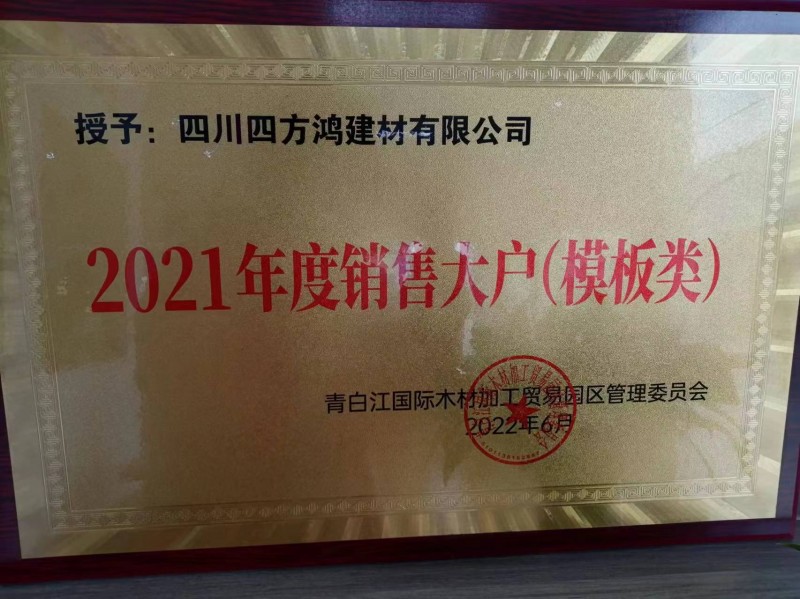 授予：四川四方鸿建材有限公司
2021年度销售大户(模板类)
青白江国际木材加工贸易园区管理委员会
2022年6月